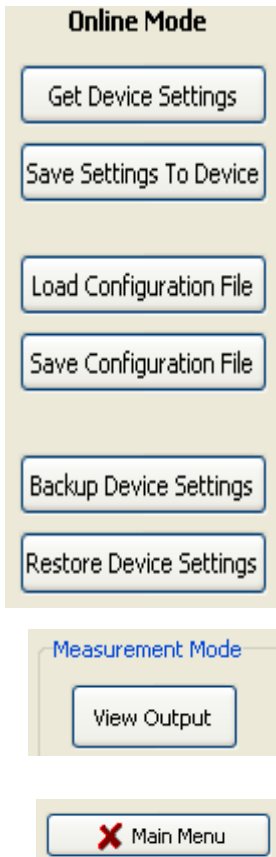 Online Mode
Get Device Settings
Save Settings To Device
Load Configuration File
Save Configuration File
Backup Device Settings
Restore Device Settings
Measurement Mode
View Output
Main Menu